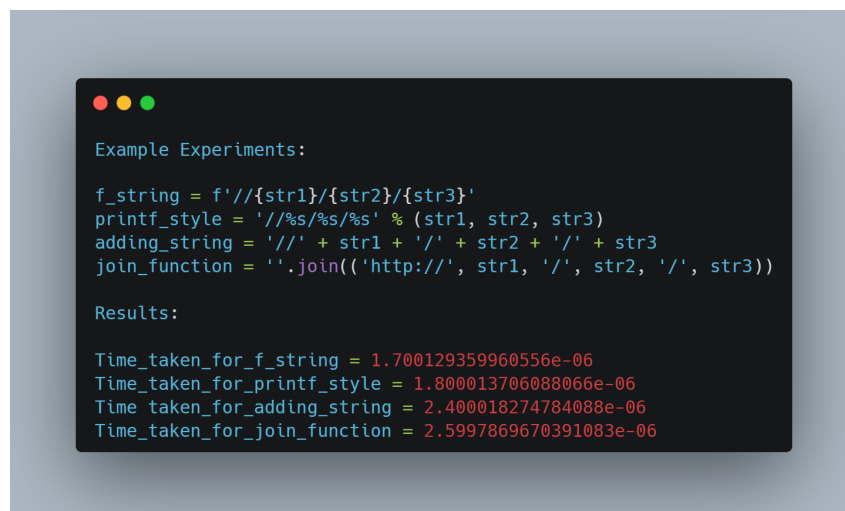 Example Experiments:
f_string = f'//{str1}/{str2}/{str3}'
printf_style = '//%s/%s/%s' % (str1, str2, str3)
adding_string = '//' + str1 + '/' + str2 + '/' + str3
join_function = ''.join(('http://', str1, '/', str2, '/', str3))
Results:
Time_taken_for_f_string = 1.700129359960556e-06
Time_taken_for_printf_style = 1.800013706088066e-06
Time taken_for_adding_string = 2.400018274784088e-06
Time_taken_for_join_function = 2.5997869670391083e-06